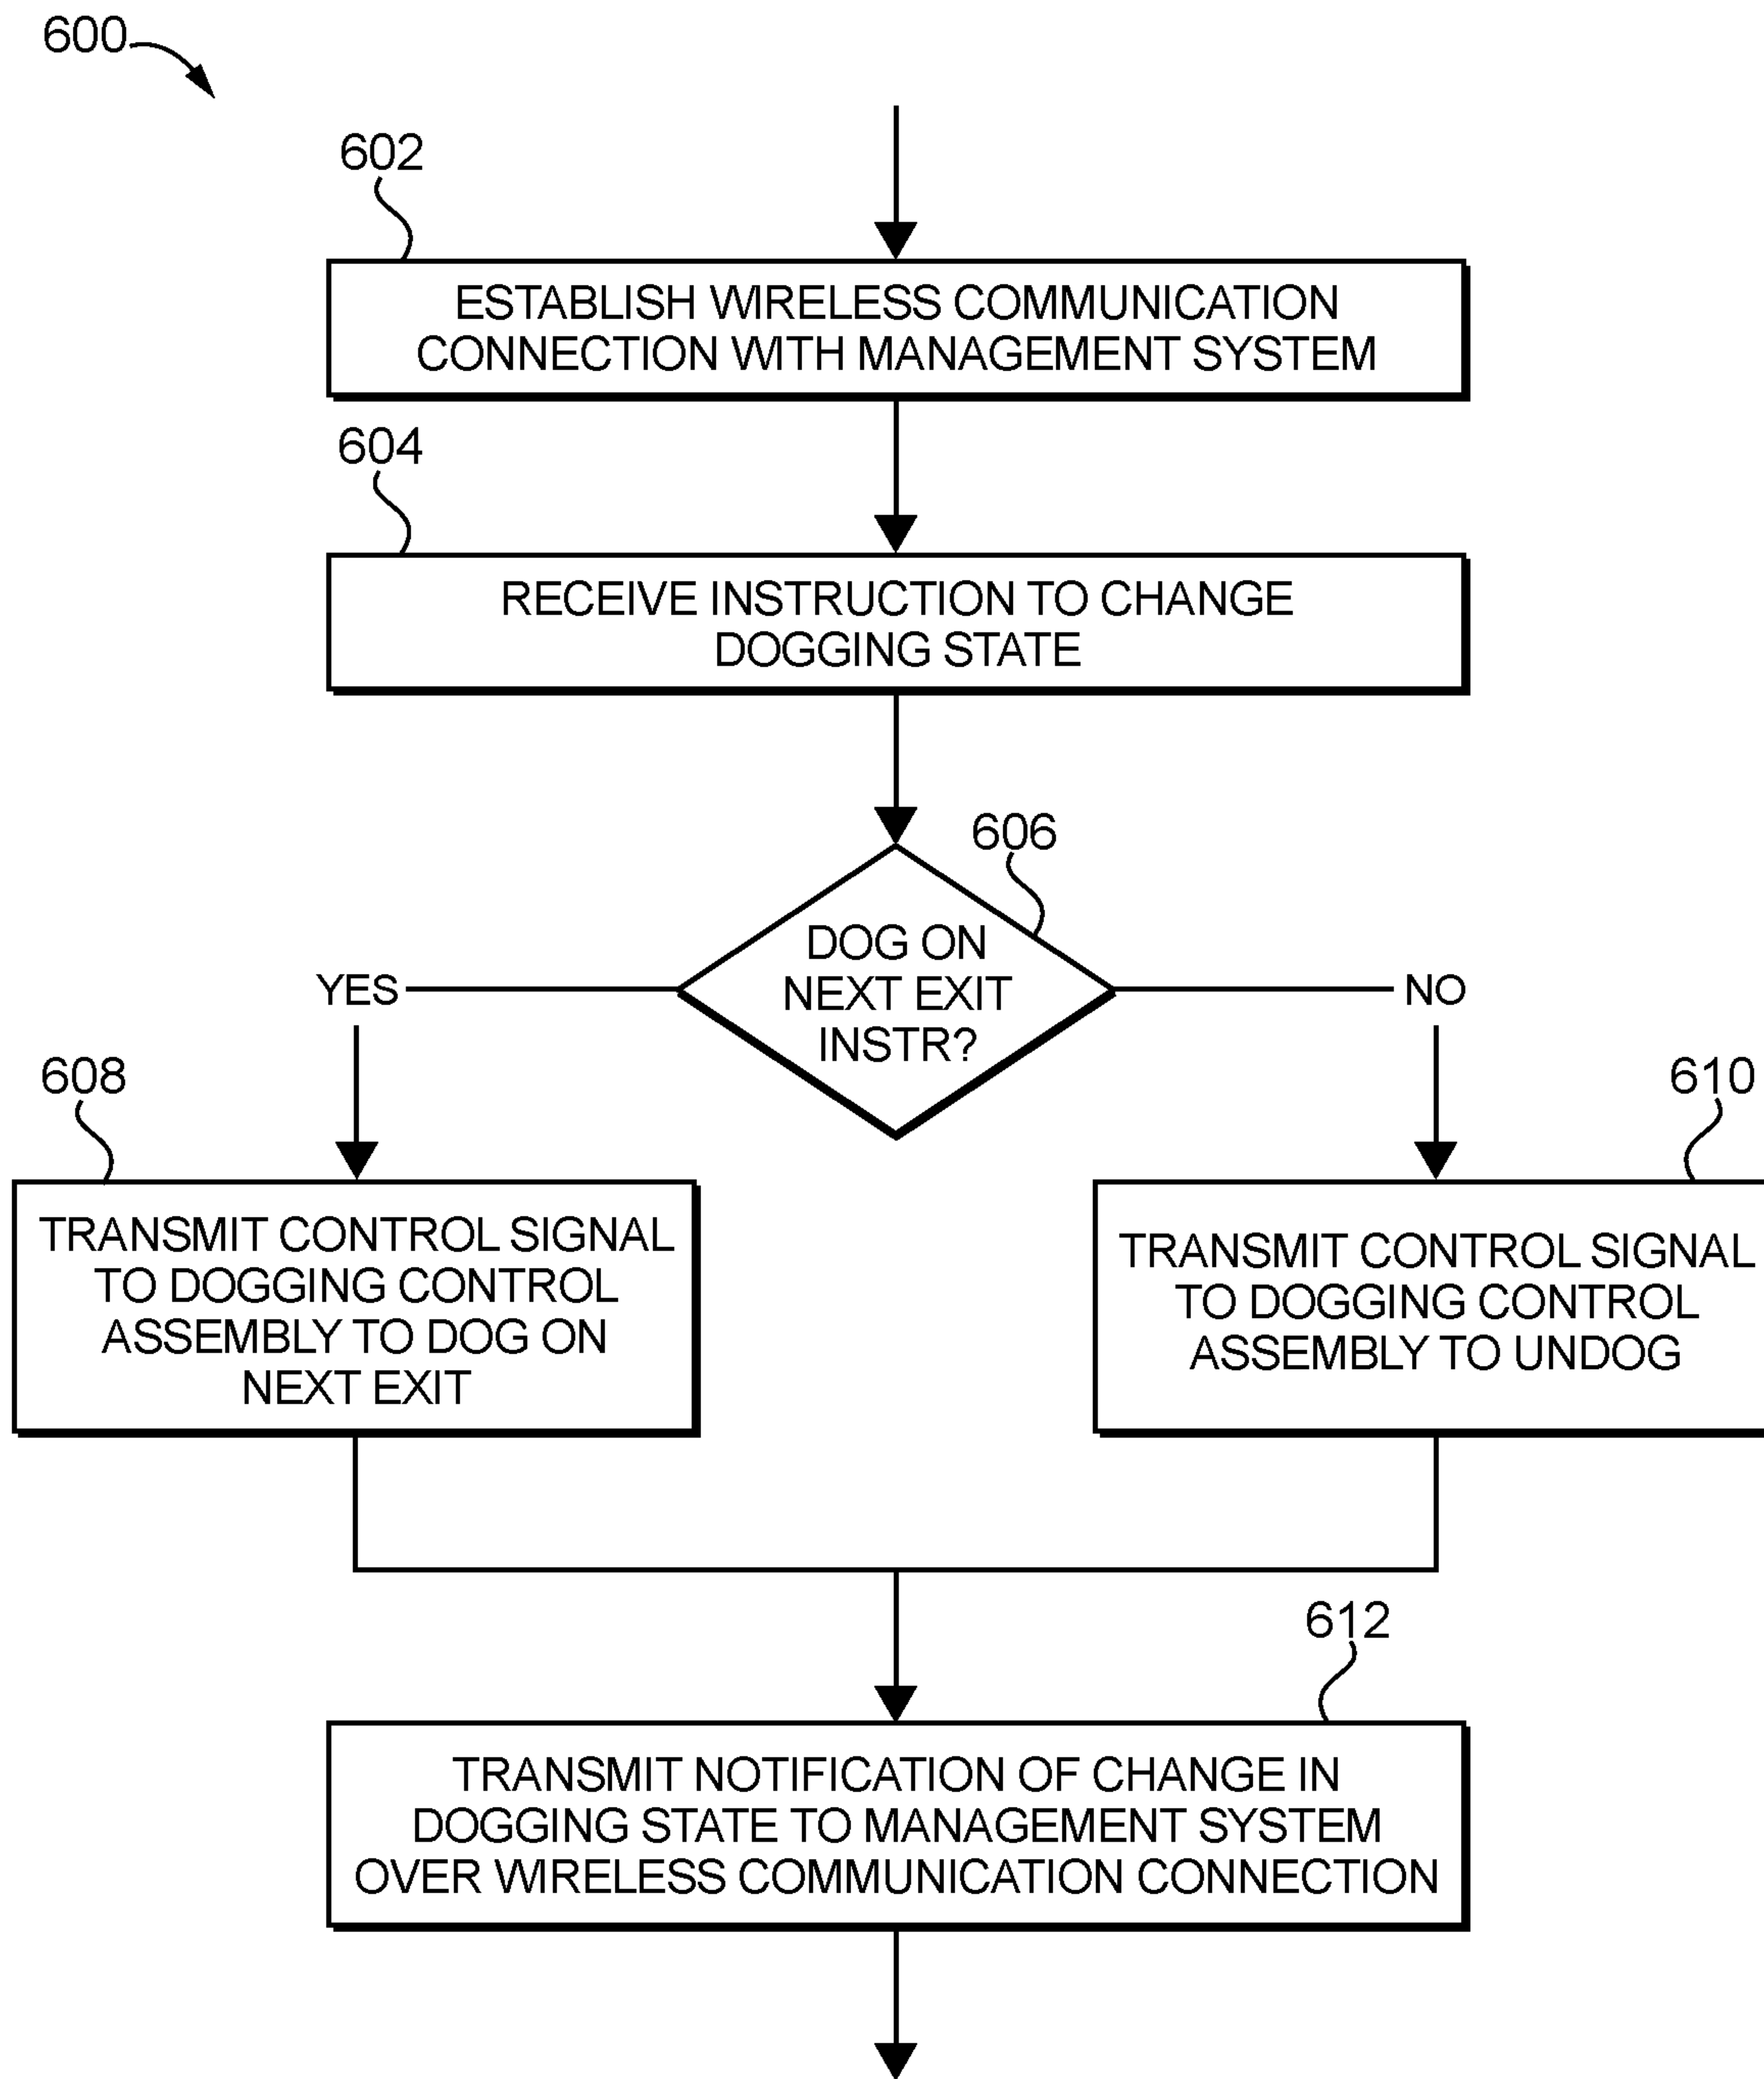 600
602
ESTABLISH WIRELESS COMMUNICATION
CONNECTION WITH MANAGEMENT SYSTEM
604
RECEIVE INSTRUCTION TO CHANGE
DOGGING STATE
606
DOG ON
NEXT EXIT
INSTR?
YES
NO
608
TRANSMIT CONTROL SIGNAL
TO DOGGING CONTROL
ASSEMBLY TO DOG ON
NEXT EXIT
610
TRANSMIT CONTROL SIGNAL
TO DOGGING CONTROL
ASSEMBLY TO UNDOG
612
TRANSMIT NOTIFICATION OF CHANGE IN
DOGGING STATE TO MANAGEMENT SYSTEM
OVER WIRELESS COMMUNICATION CONNECTION